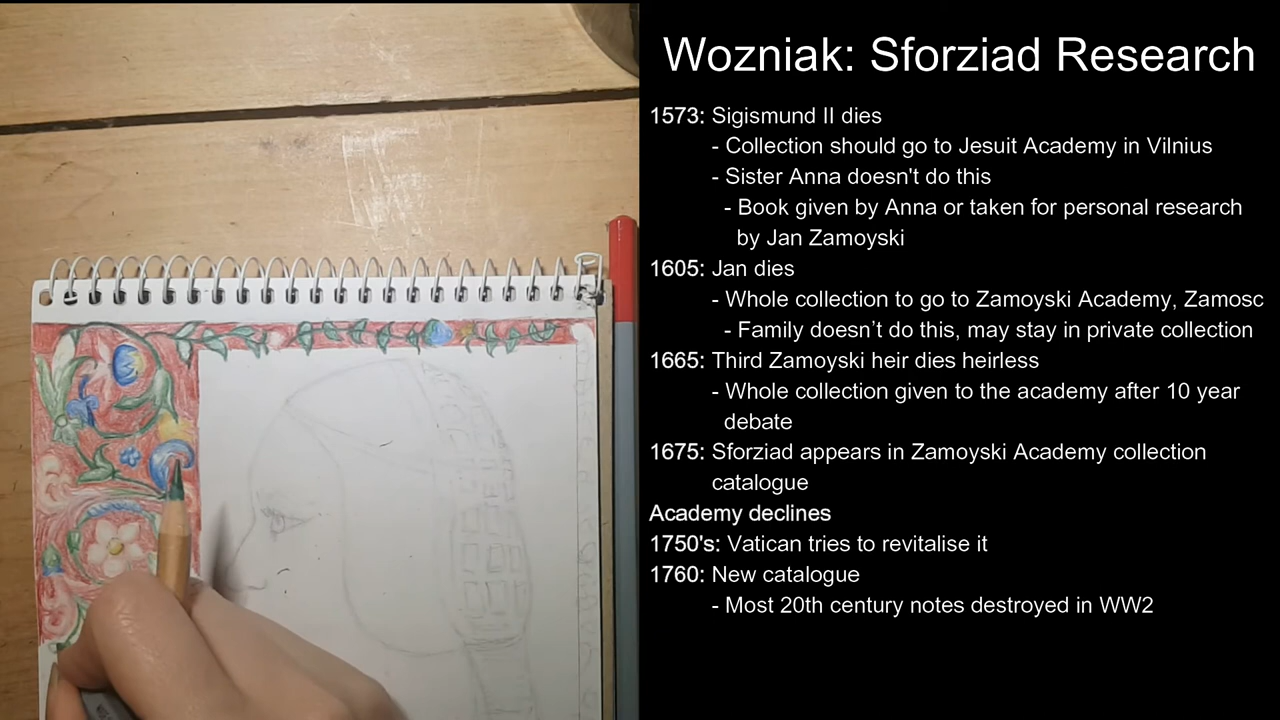 Wozniak: Sforziad Research
1573: Sigismund II dies
- Collection should go to Jesuit Academy in Vilnius
- Sister Anna doesn't do this
- Book given by Anna or taken for personal research
by Jan Zamoyski
1605: Jan dies
- Whole collection to go to Zamoyski Academy, Zamosc
- Family doesn’t do this, may stay in private collection
1665: Third Zamoyski heir dies heirless
- Whole collection given to the academy after 10 year
debate
1675: Sforziad appears in Zamoyski Academy collection
catalogue
Academy declines
1750's: Vatican tries to revitalise it
1760: New catalogue
- Most 20th century notes destroyed in WW2